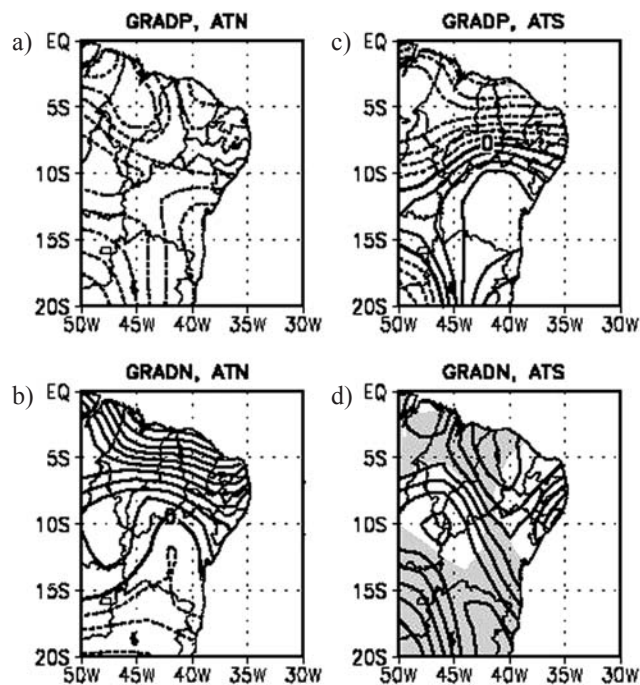 a)
GRADP, ATN
EQ
5S
10S
15S
20S
50W 45W 40W 35W 30W
c)
GRADP, ATS
EQ
5S
0
10S
15S
20S
50W 45W 40W 35W 30W
b)
GRADN, ATN
EQ
5S
10S
0
15S
20S
50W 45W 40W 35W 30W
d)
GRADN, ATS
EQ
5S
10S
15S
20S
50W 45W 40W 35W 30W